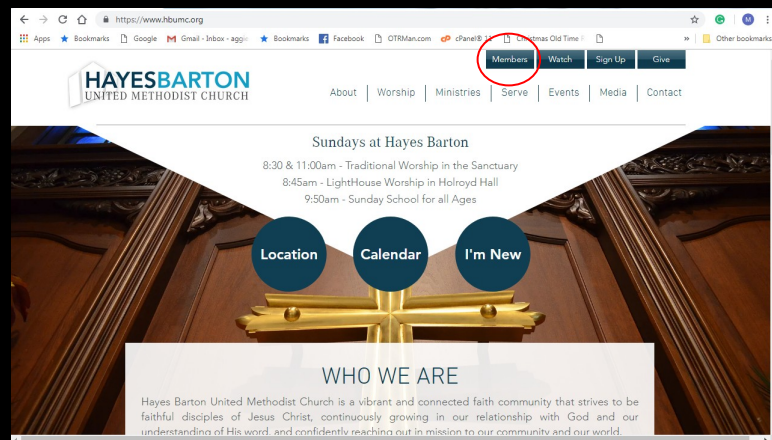 https://www.hbumc.org
M
Apps Bookmarks Google Gmail - Inbox - aggie Bookmarks Facebook OTRMan.com cPanel® 11 Christmas Old Time » Other bookmarks
Members Watch Sign Up Give
HAYESBARTON
UNITED METHODIST CHURCH
About Worship Ministries Serve Events Media Contact
Sundays at Hayes Barton
8:30 & 11:00am - Traditional Worship in the Sanctuary
8:45am - LightHouse Worship in Holroyd Hall
9:50am - Sunday School for all Ages
Location Calendar I'm New
WHO WE ARE
Hayes Barton United Methodist Church is a vibrant and connected faith community that strives to be
faithful disciples of Jesus Christ, continuously growing in our relationship with God and our
understanding of His word, and confidently reaching out in mission to our community and our world.